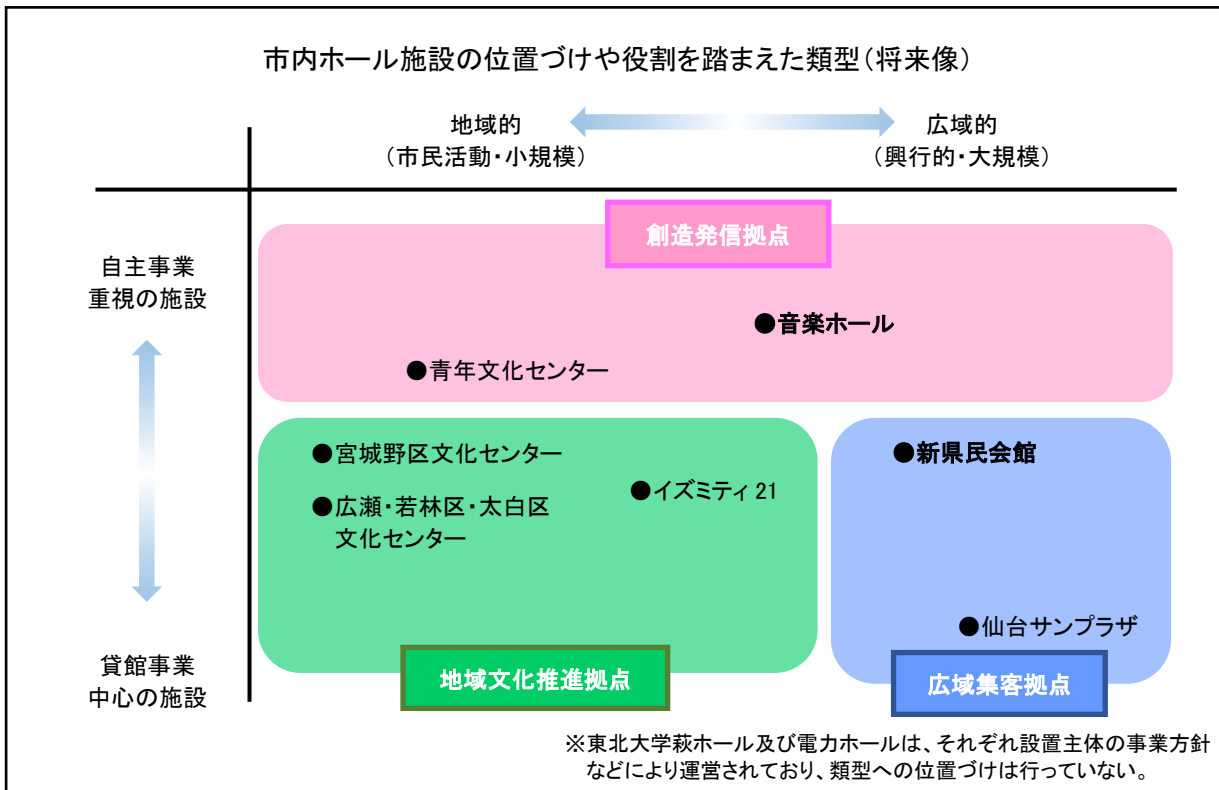 市内ホール施設の位置づけや役割を踏まえた類型（将来像）
地域的
（市民活動・小規模）
広域的
（興行的・大規模）
創造発信拠点
自主事業
重視の施設
●音楽ホール
●青年文化センター
●宮城野区文化センター
●新県民会館
●イズミティ21
●広瀬・若林区・太白区
文化センター
●仙台サンプラザ
貸館事業
中心の施設
地域文化推進拠点
広域集客拠点
※東北大学萩ホール及び電力ホールは、それぞれ設置主体の事業方針
などにより運営されており、類型への位置づけは行っていない。